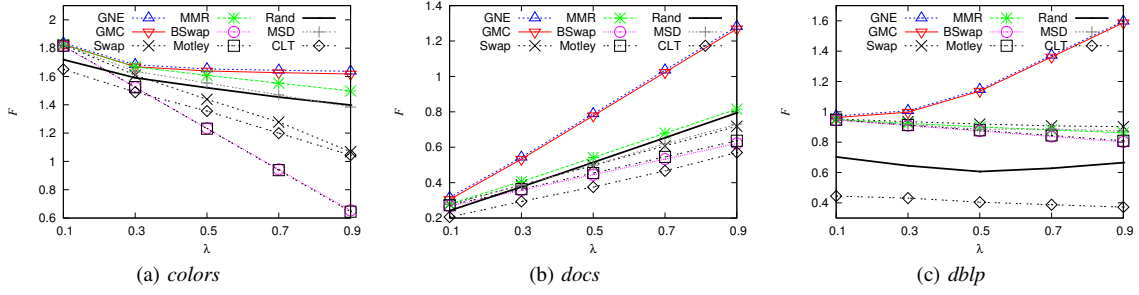 GNE MMR Rand
GMC BSwap MSD
Swap Motley CLT
2
1.8
1.6
1.4
1.2
1
0.8
0.6
F
0.1 0.3 0.5 0.7 0.9
λ
(a) colors
GNE MMR Rand
GMC BSwap MSD
Swap Motley CLT
1.4
1.2
1
0.8
0.6
0.4
0.2
F
0.1 0.3 0.5 0.7 0.9
λ
(b) docs
GNE MMR Rand
GMC BSwap MSD
Swap Motley CLT
1.6
1.4
1.2
1
0.8
0.6
0.4
F
0.1 0.3 0.5 0.7 0.9
λ
(c) dblp